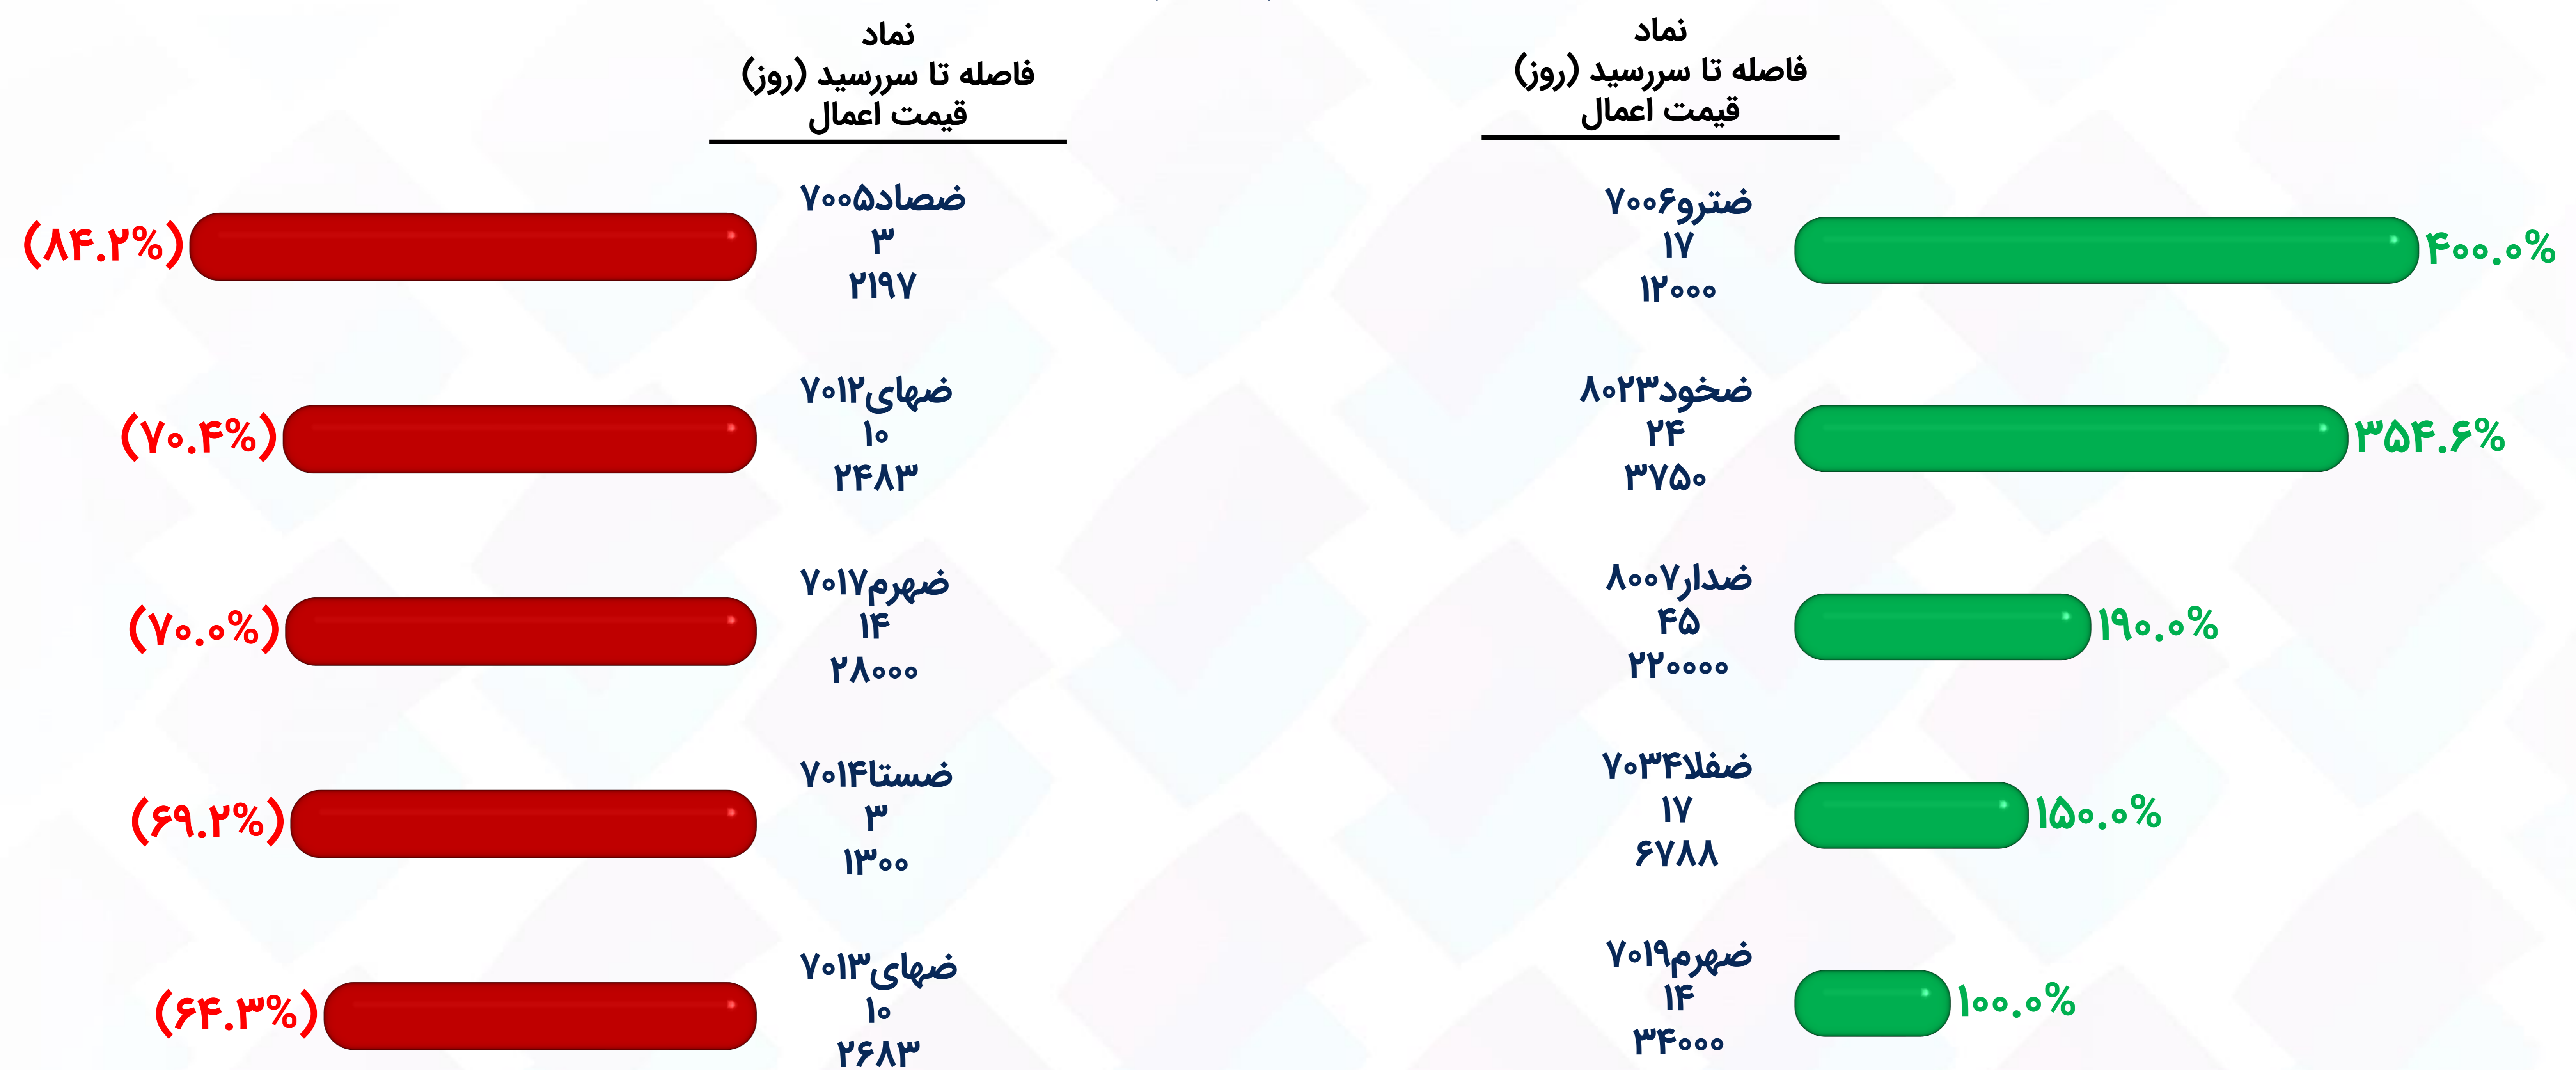 نماد
فاصله تا سررسید (روز)
قیمت اعمال
ضترو۷۰۰۶
۱۷
۱۲۰۰۰
۴۰۰.۰%
ضخود۸۰۲۳
۲۴
۳۷۵۰
۳۵۴.۶%
ضدار۸۰۰۷
۴۵
۲۲۰۰۰۰
۱۹۰.۰%
ضفلا۷۰۳۴
۱۷
۶۷۸۸
۱۵۰.۰%
ضهرم۷۰۱۹
۱۴
۳۴۰۰۰
۱۰۰.۰%
نماد
فاصله تا سررسید (روز)
قیمت اعمال
ضصاد۷۰۰۵
۳
۲۱۹۷
(۸۴.۲%)
ضهای۷۰۱۲
۱۰
۲۴۸۳
(۷۰.۴%)
ضهرم۷۰۱۷
۱۴
۲۸۰۰۰
(۷۰.۰%)
ضستا۷۰۱۴
۳
۱۳۰۰
(۶۹.۲%)
ضهای۷۰۱۳
۱۰
۲۶۸۳
(۶۴.۳%)